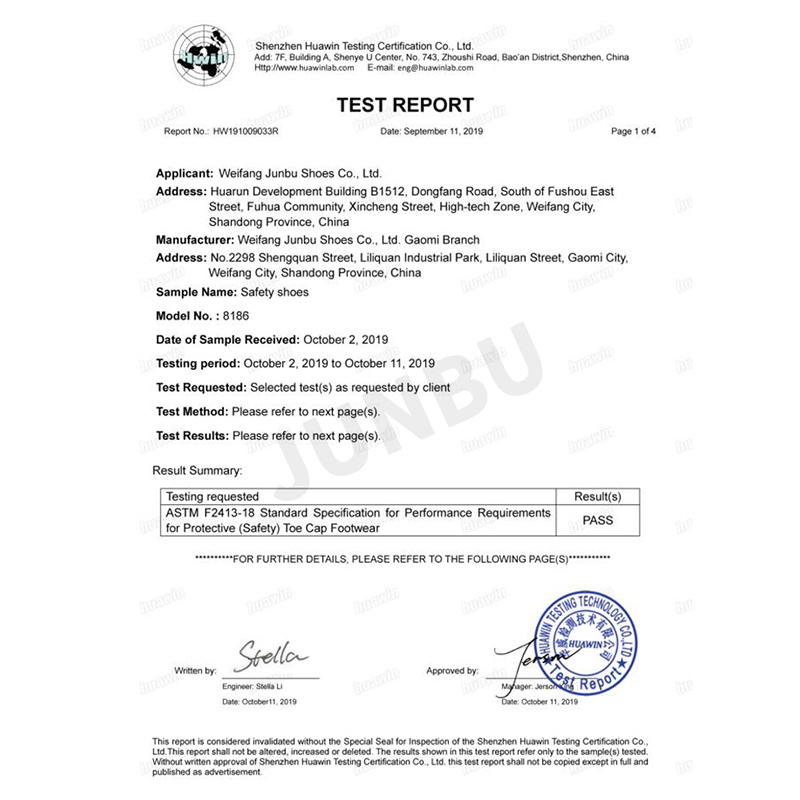 Hwin
Shenzhen Huawin Testing Certification Co., Ltd.
Add: 7F, Building A, Shenye U Center, No. 743, Zhoushi Road, Bao'an District,Shenzhen, China
Http://www.huawinlab.com E-mail: eng@huawinlab.com
TEST REPORT
Report No.: HW191009033R Date: September 11, 2019 Page 1 of 4
Applicant: Weifang Junbu Shoes Co., Ltd.
Address: Huarun Development Building B1512, Dongfang Road, South of Fushou East
Street, Fuhua Community, Xincheng Street, High-tech Zone, Weifang City,
Shandong Province, China
Manufacturer: Weifang Junbu Shoes Co., Ltd. Gaomi Branch
Address: No.2298 Shengquan Street, Liliquan Industrial Park, Liliquan Street, Gaomi City,
Weifang City, Shandong Province, China
Sample Name: Safety shoes
Model No. : 8186
Date of Sample Received: October 2, 2019
Testing period: October 2, 2019 to October 11, 2019
Test Requested: Selected test(s) as requested by client
Test Method: Please refer to next page(s).
Test Results: Please refer to next page(s).
JUNBU
Result Summary:
Testing requested Result(s)
ASTM F2413-18 Standard Specification for Performance Requirements
for Protective (Safety) Toe Cap Footwear PASS
**********FOR FURTHER DETAILS, PLEASE REFER TO THE FOLLOWING PAGE(S)***********
Written by: Stella
Engineer: Stella Li
Date: October11, 2019
Approved by: Jerson
Manager: Jerson
Date: October 11, 2019
HUAWIN TESTING TECHNOLOGY CO.,LTD
检测技术有限公司
HUAWIN
Test Report
This report is considered invalidated without the Special Seal for Inspection of the Shenzhen Huawin Testing Certification Co.,
Ltd.This report shall not be altered, increased or deleted. The results shown in this test report refer only to the sample(s) tested.
Without written approval of Shenzhen Huawin Testing Certification Co., Ltd. this test report shall not be copied except in full and
published as advertisement.